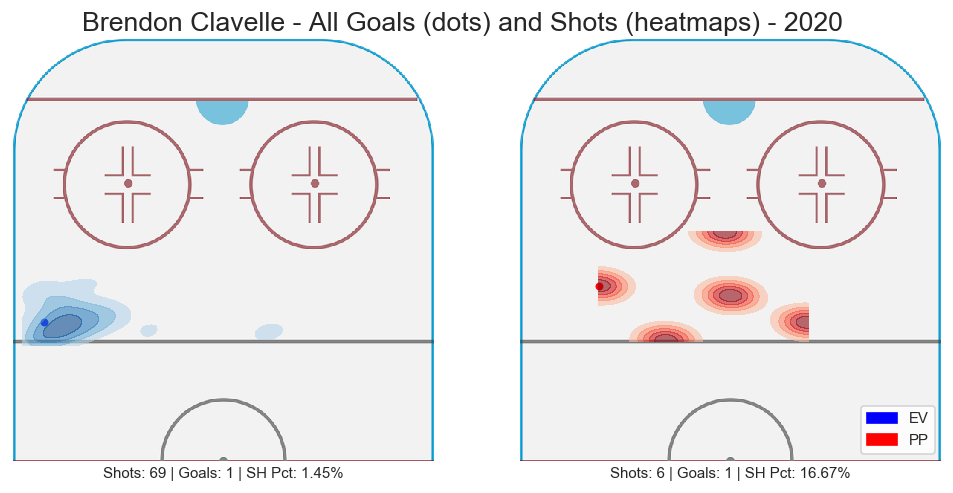 Brendon Clavelle - All Goals (dots) and Shots (heatmaps) - 2020
EV
PP
Shots: 69 | Goals: 1 | SH Pct: 1.45%
Shots: 6 | Goals: 1 | SH Pct: 16.67%